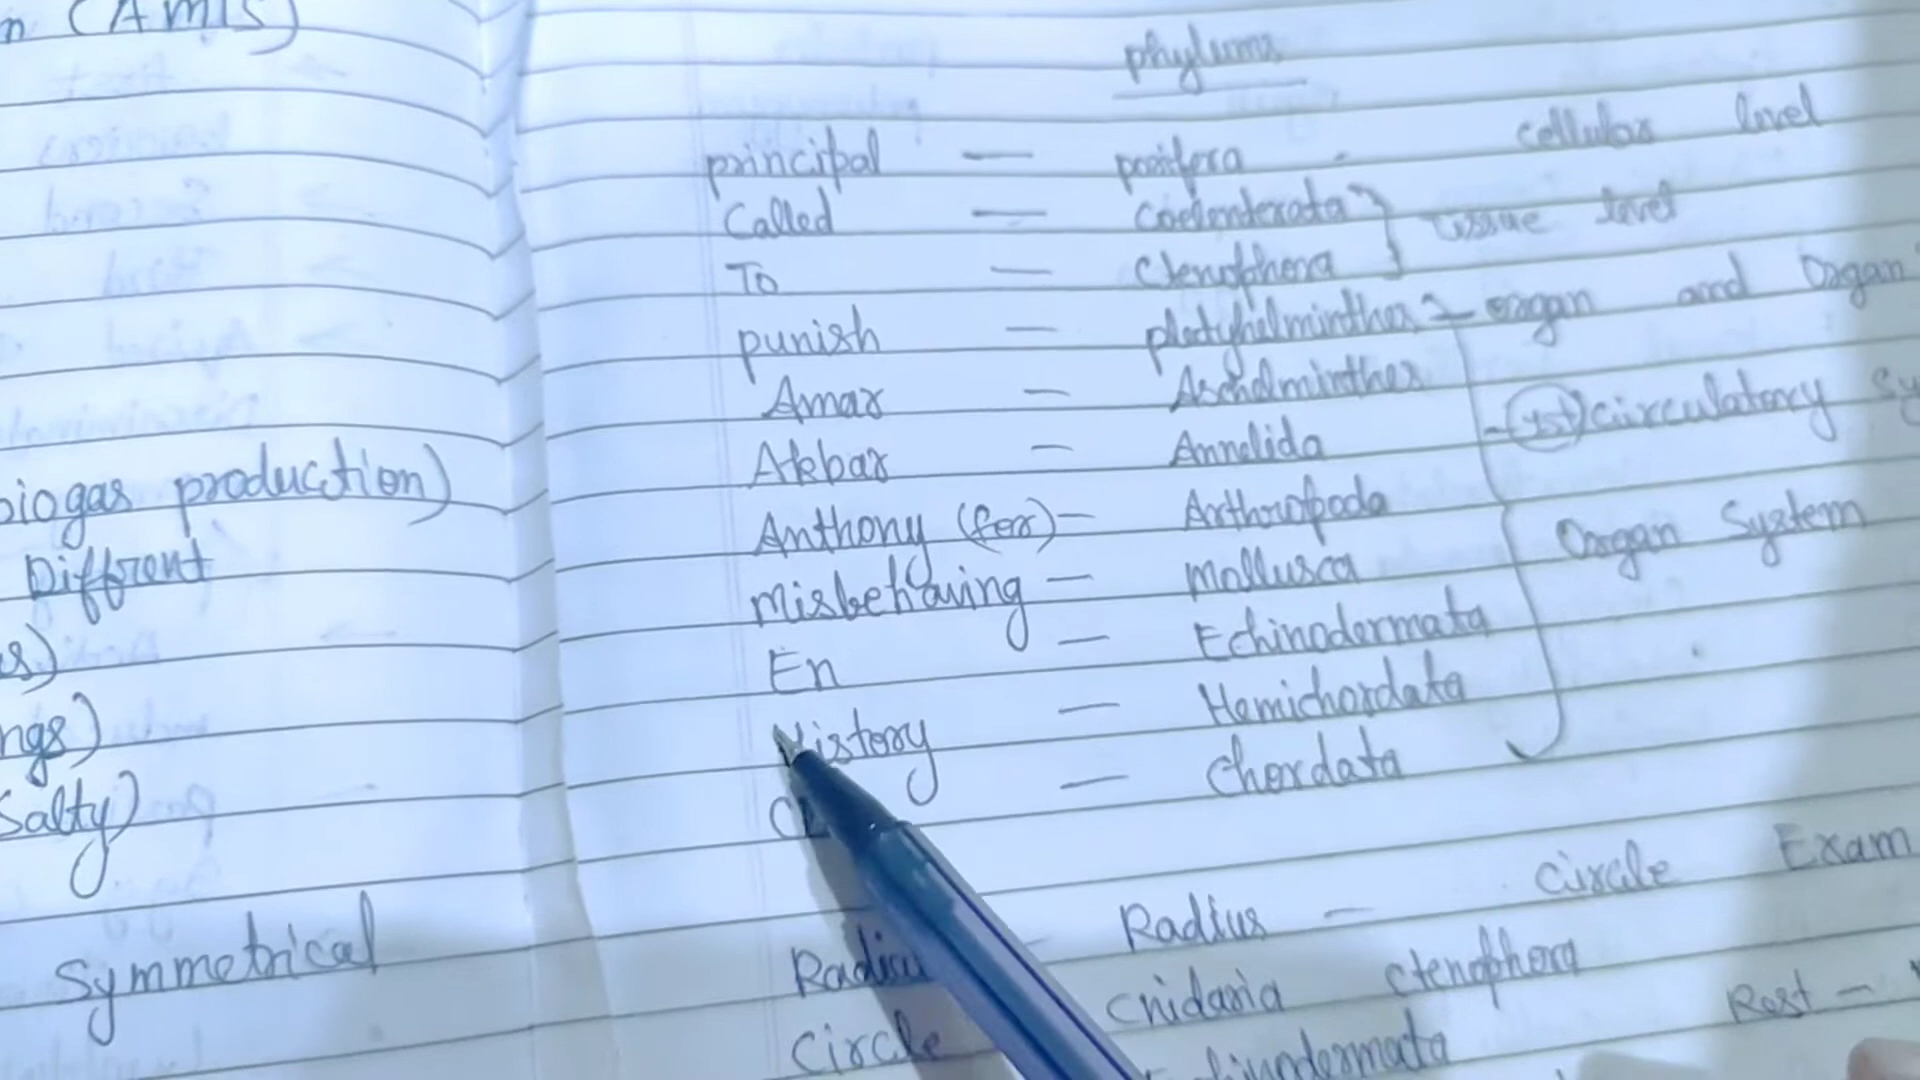 (AMIS)
biogas production)
Diffrent
Salty)
Symmetrical
phylums
principal — porifera - cellular level
Called — Coelenterata } tissue level
To — Ctenophora
punish — platyhelminthes - organ and Organ
Amar — Aschelminthes
Akbar — Annelida - (1st) circulatory Sy
Anthony (for) — Arthropoda
Organ System
misbehaving — mollusca
En — Echinodermata
History — Hemichordata
— Chordata
Radius - Radius — circle Exam
Cnidaria ctenophora
Circle Rest —